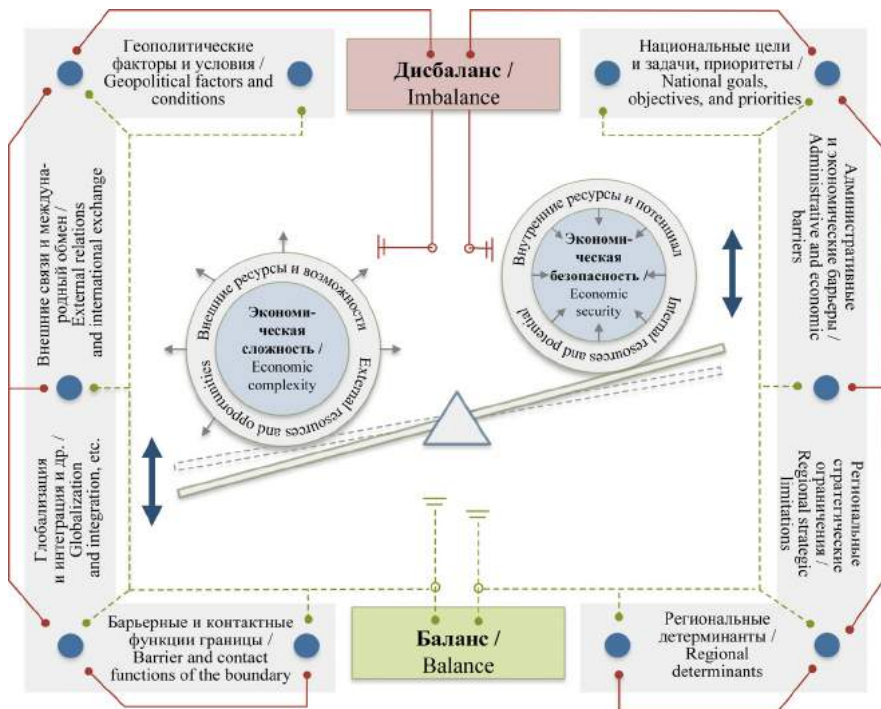 Геополитические
факторы и условия /
Geopolitical factors and
conditions
Дисбаланс /
Imbalance
Национальные цели
и задачи, приоритеты /
National goals,
objectives, and priorities
Внешние связи и междуна-
родный обмен /
External relations
and international exchange
Административные
и экономические барьеры /
Administrative and economic
barriers
Внешние ресурсы и возможности
Экономи-
ческая
сложность /
Economic
complexity
External resources and opportunities
Внутренние ресурсы и потенциал
Экономи-
ческая
безопасность /
Economic
security
Internal resources and potential
Глобализация
и интеграция и др. /
Globalization
and integration, etc.
Региональные
стратегические
ограничения /
Regional strategic
limitations
Барьерные и контактные
функции границы /
Barrier and contact
functions of the boundary
Баланс /
Balance
Региональные
детерминанты /
Regional
determinants